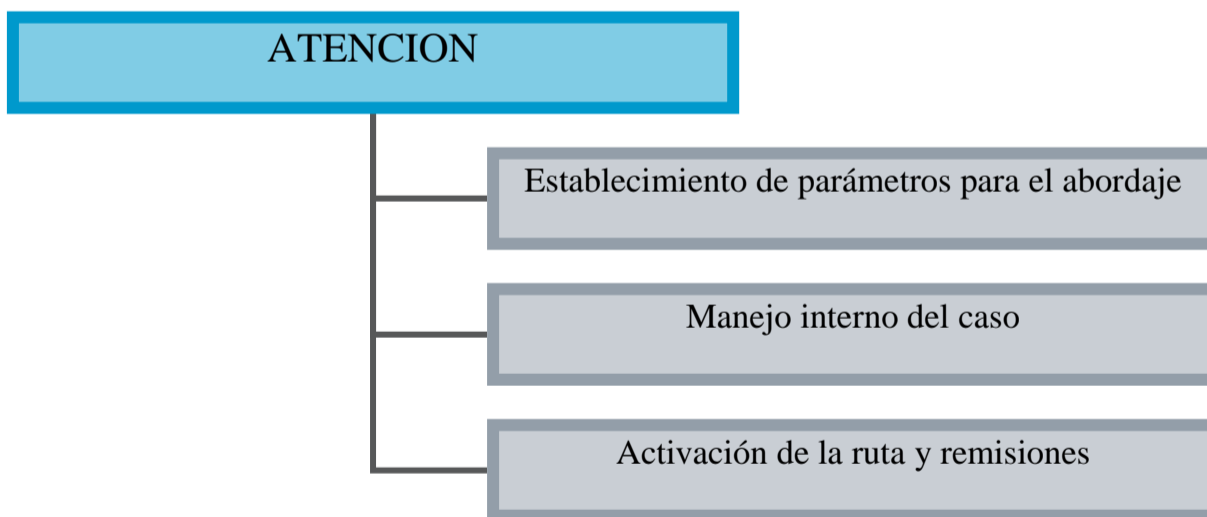 ATENCION
Establecimiento de parámetros para el abordaje
Manejo interno del caso
Activación de la ruta y remisiones